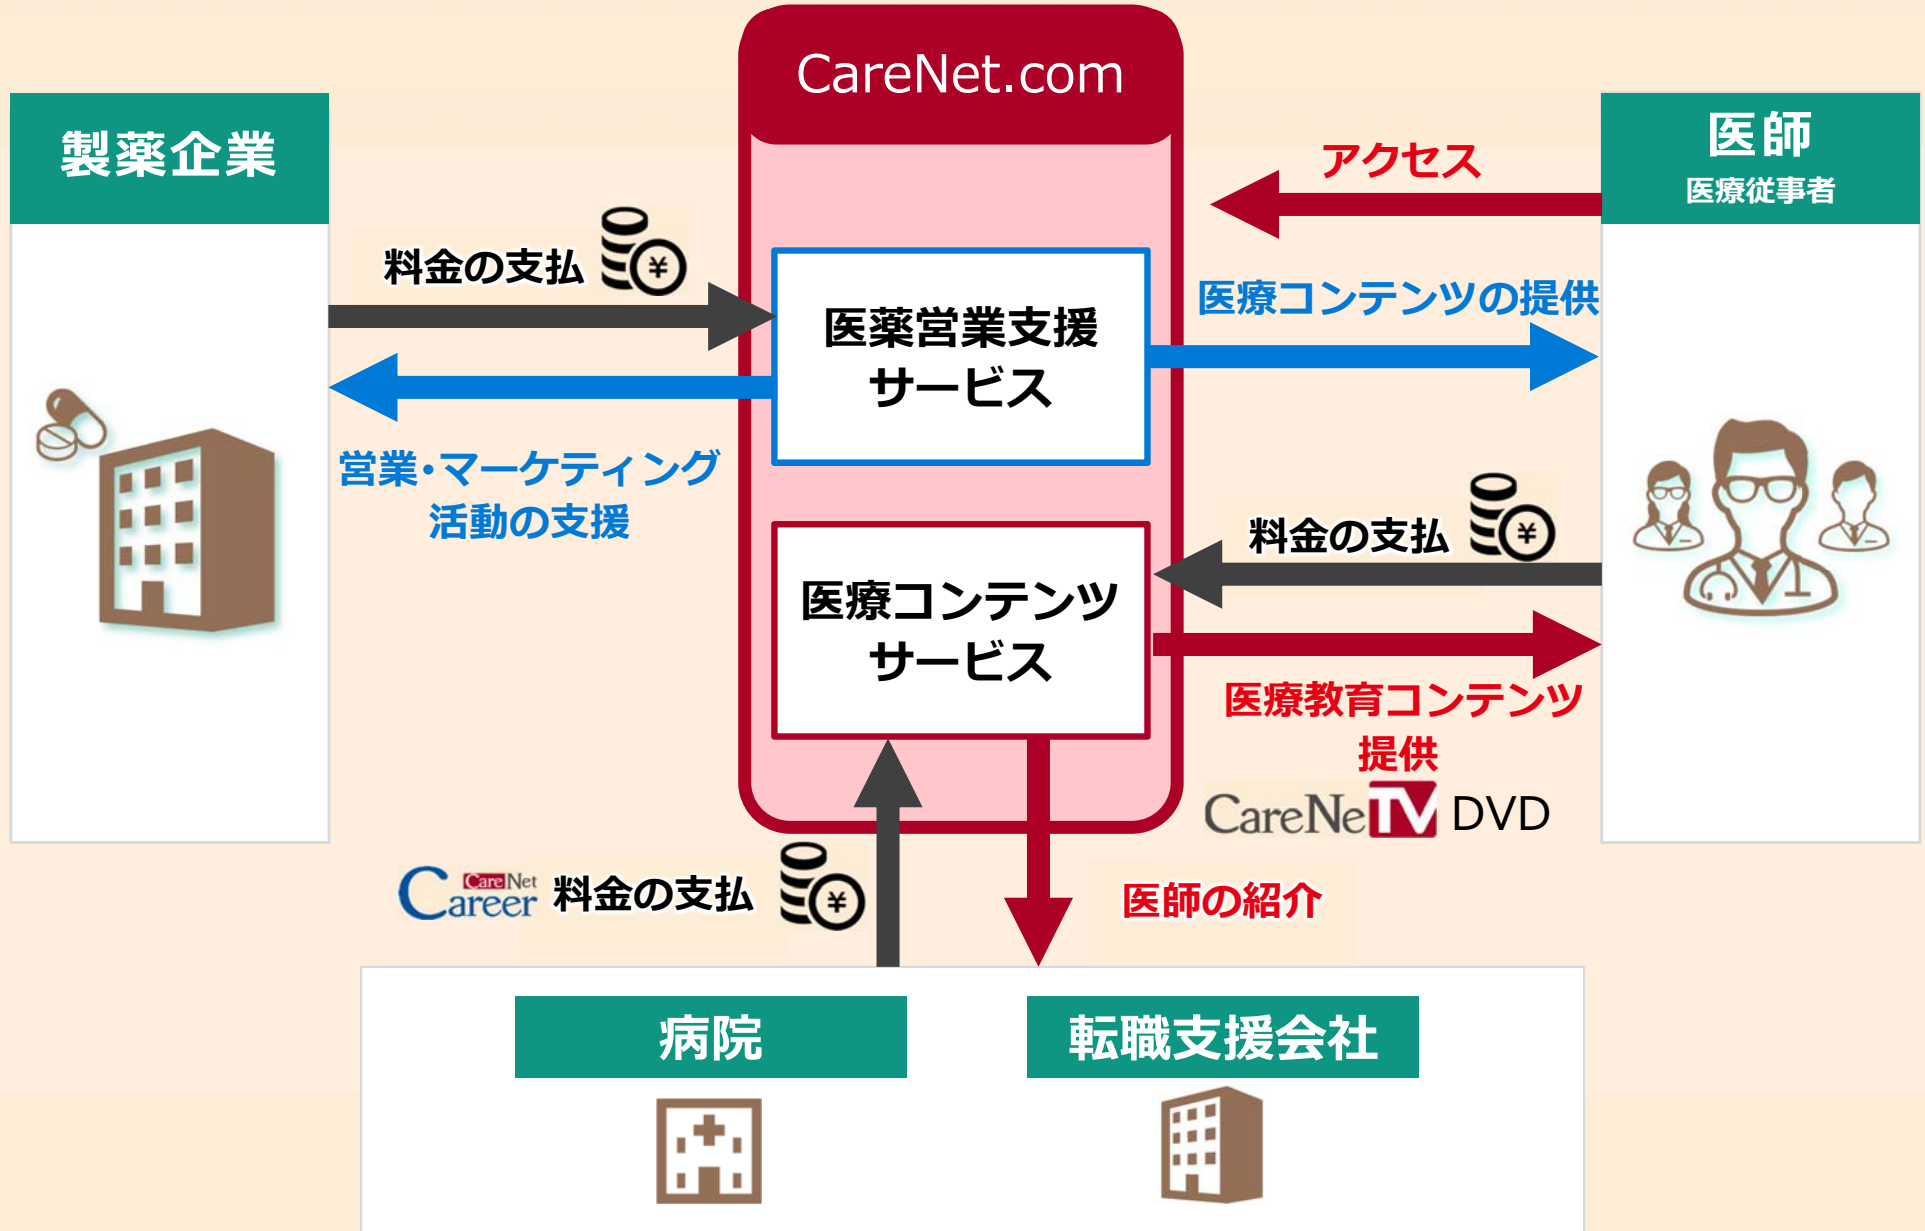 CareNet.com
製薬企業
医師
医療従事者
アクセス
料金の支払
¥
医療コンテンツの提供
医薬営業支援
サービス
営業・マーケティング
活動の支援
料金の支払
¥
医療コンテンツ
サービス
医療教育コンテンツ
提供
CareNeTV DVD
CareNet
Career
料金の支払
¥
医師の紹介
病院
転職支援会社